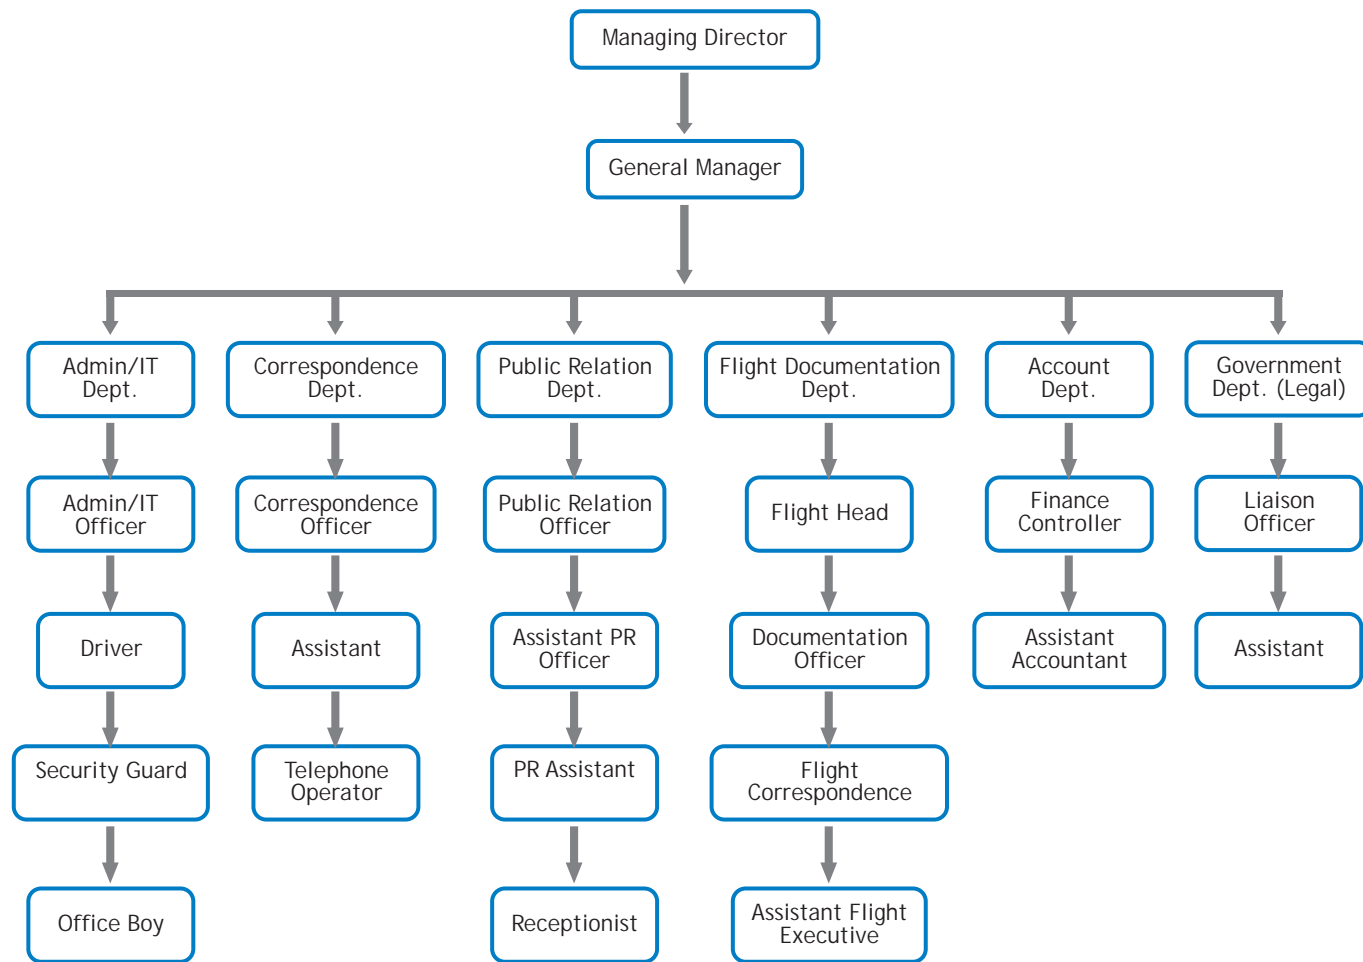 Managing Director
General Manager
Admin/IT
Dept.
Correspondence
Dept.
Public Relation
Dept.
Flight Documentation
Dept.
Account
Dept.
Government
Dept. (Legal)
Admin/IT
Officer
Correspondence
Officer
Public Relation
Officer
Flight Head
Finance
Controller
Liaison
Officer
Driver
Assistant
Assistant PR
Officer
Documentation
Officer
Assistant
Accountant
Assistant
Security Guard
Telephone
Operator
PR Assistant
Flight
Correspondence
Office Boy
Receptionist
Assistant Flight
Executive